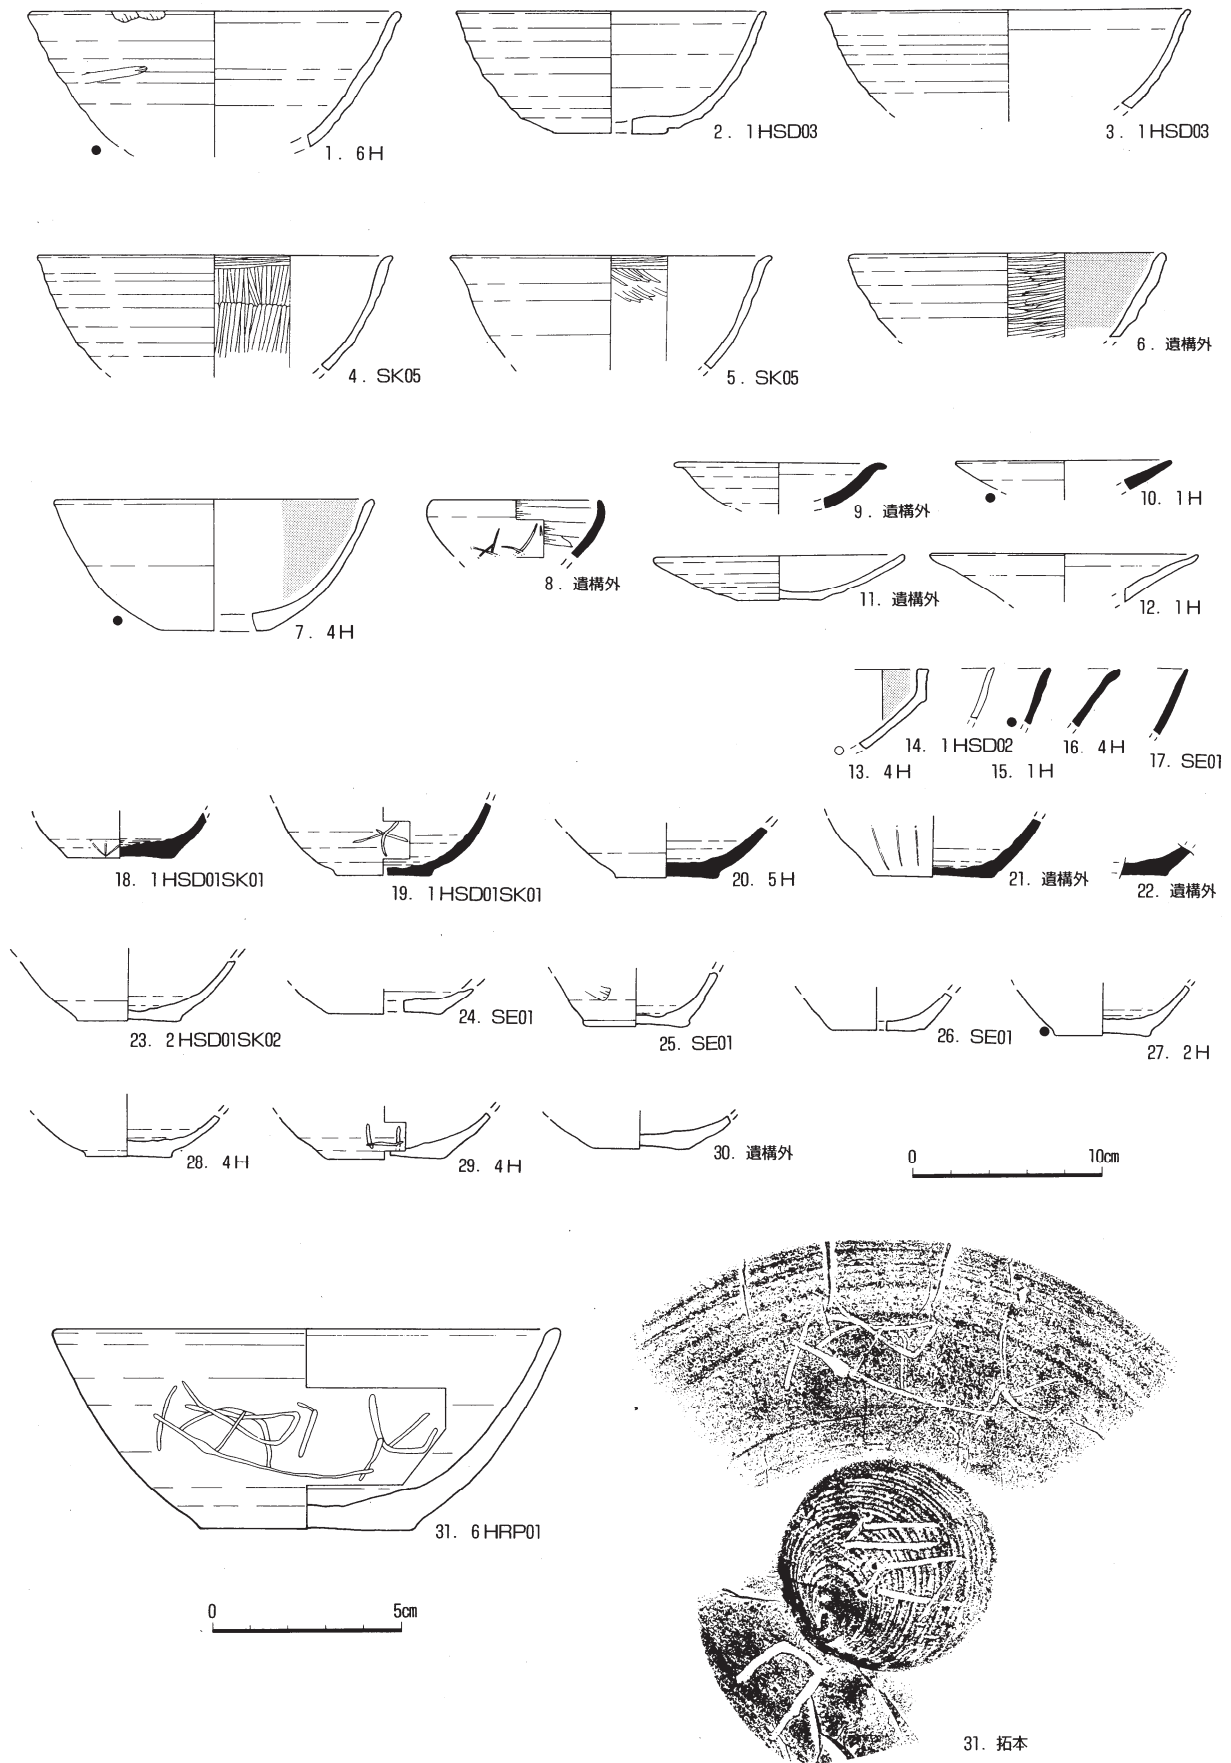 1. 6H
2. 1HSD03
3. 1HSD03
4. SK05
5. SK05
6. 遺構外
7. 4H
8. 遺構外
9. 遺構外
10. 1H
11. 遺構外
12. 1H
13. 4H
14. 1HSD02
15. 1H
16. 4H
17. SE01
18. 1HSD01SK01
19. 1HSD01SK01
20. 5H
21. 遺構外
22. 遺構外
23. 2HSD01SK02
24. SE01
25. SE01
26. SE01
27. 2H
28. 4H
29. 4H
30. 遺構外
0 10cm
31. 6HRP01
0 5cm
31. 拓本